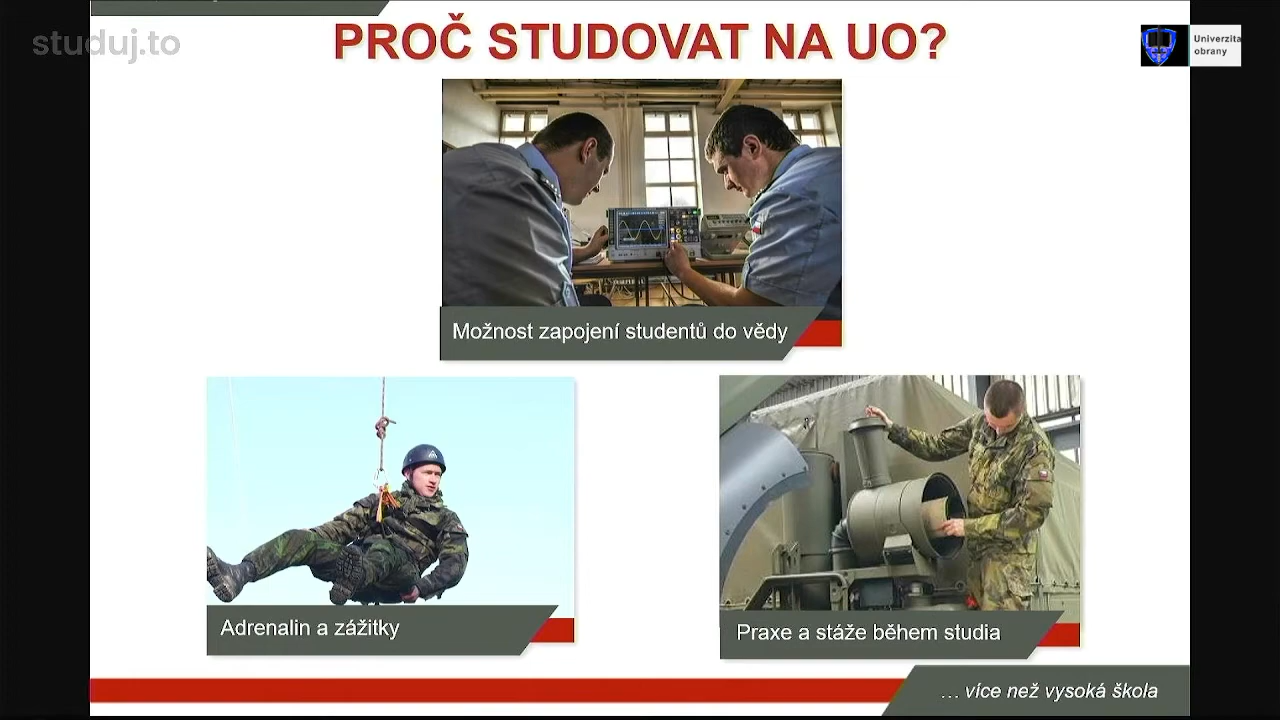 studuj.to
PROČ STUDOVAT NA UO?
Univerzita
obrany
Možnost zapojení studentů do vědy
Adrenalin a zážitky
Praxe a stáže během studia
... více než vysoká škola